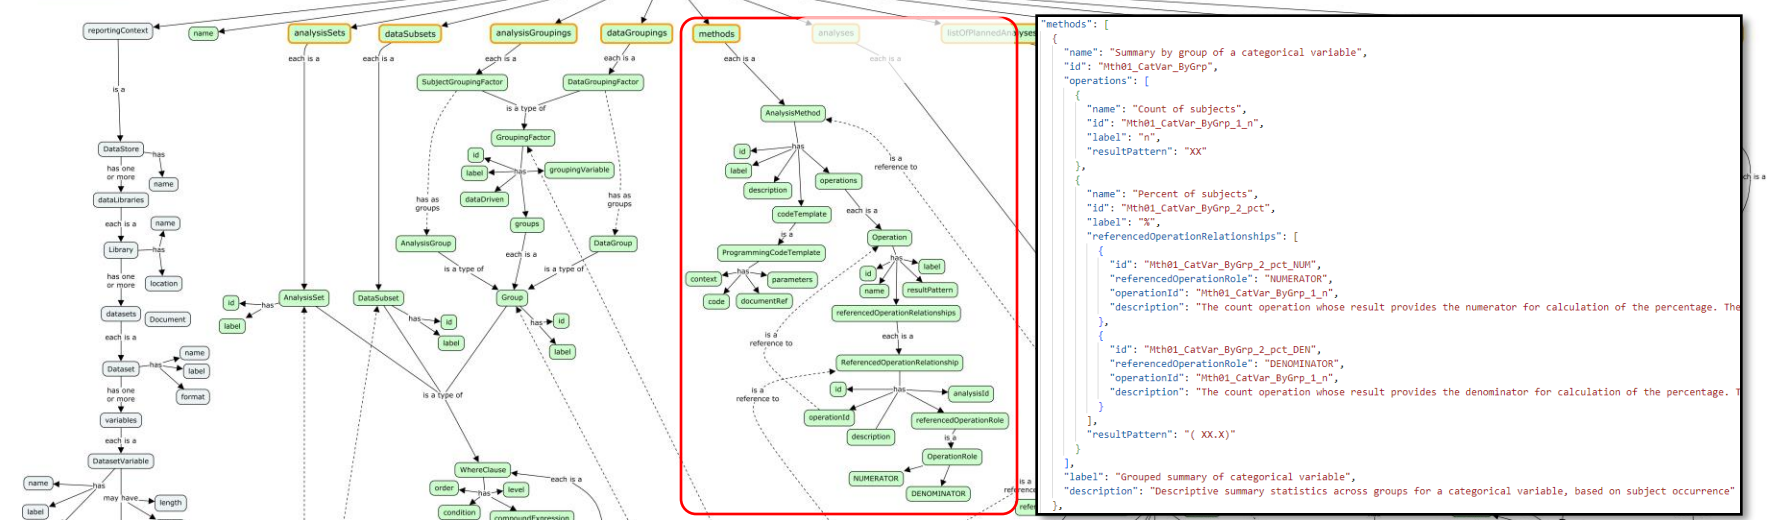 reportingContext
name
analysisSets
dataSubsets
analysisGroupings
dataGroupings
methods
analyses
listOfPlannedAnalyses
each is a
each is a
each is a
each is a
each is a
each is a
is a
SubjectGroupingFactor
DataGroupingFactor
is a type of
GroupingFactor
id
label
has
groupingVariable
dataDriven
has as
groups
has as
groups
groups
AnalysisGroup
DataGroup
each is a
is a type of
is a type of
Group
has
id
label
DataStore
has
name
has one
or more
dataLibraries
each is a
name
Library
has
location
has one
or more
datasets
Document
each is a
Dataset
has
name
label
format
has one
or more
variables
each is a
DatasetVariable
name
has
label
may have
length
id
has
AnalysisSet
label
DataSubset
has
id
label
is a type of
WhereClause
each is a
order
has
level
condition
compoundExpression
AnalysisMethod
id
has
label
description
operations
is a
reference to
codeTemplate
each is a
is a
Operation
ProgrammingCodeTemplate
context
has
parameters
code
documentRef
has
id
label
name
resultPattern
referencedOperationRelationships
is a
reference to
each is a
ReferencedOperationRelationship
is a
reference to
id
has
analysisId
operationId
referencedOperationRole
description
is a
OperationRole
NUMERATOR
DENOMINATOR
is a
"methods": [
{
"name": "Summary by group of a categorical variable",
"id": "Mth01_CatVar_ByGrp",
"operations": [
{
"name": "Count of subjects",
"id": "Mth01_CatVar_ByGrp_1_n",
"label": "n",
"resultPattern": "XX"
},
{
"name": "Percent of subjects",
"id": "Mth01_CatVar_ByGrp_2_pct",
"label": "%",
"referencedOperationRelationships": [
{
"id": "Mth01_CatVar_ByGrp_2_pct_NUM",
"referencedOperationRole": "NUMERATOR",
"operationId": "Mth01_CatVar_ByGrp_1_n",
"description": "The count operation whose result provides the numerator for calculation of the percentage. The
},
{
"id": "Mth01_CatVar_ByGrp_2_pct_DEN",
"referencedOperationRole": "DENOMINATOR",
"operationId": "Mth01_CatVar_ByGrp_1_n",
"description": "The count operation whose result provides the denominator for calculation of the percentage.
}
],
"resultPattern": "( XX.X)"
}
],
"label": "Grouped summary of categorical variable",
"description": "Descriptive summary statistics across groups for a categorical variable, based on subject occurrence"
},